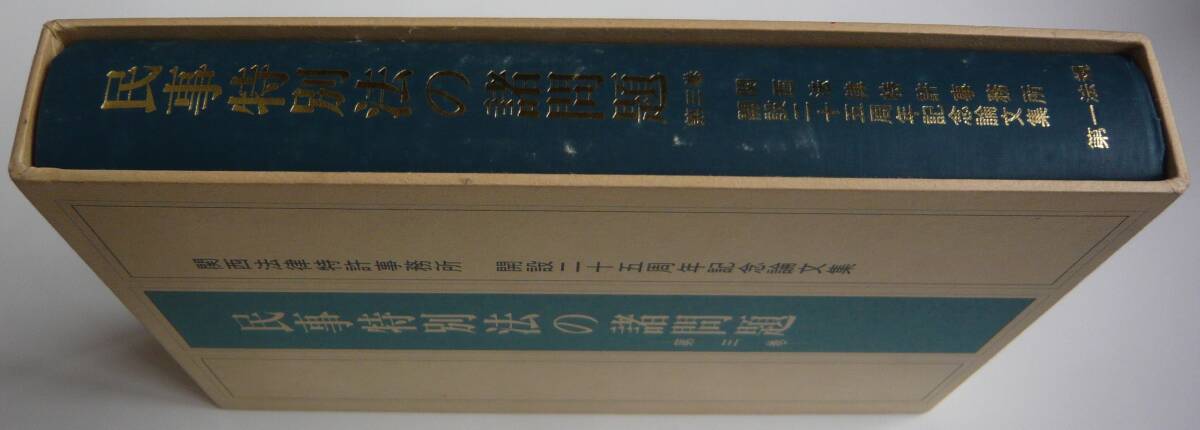 民事特別法の諸問題 第三巻
関西法律特許事務所
開設二十五周年記念論文集
第一法規
関西法律特許事務所 開設二十五周年記念論文集
民事特別法の諸問題
第三巻